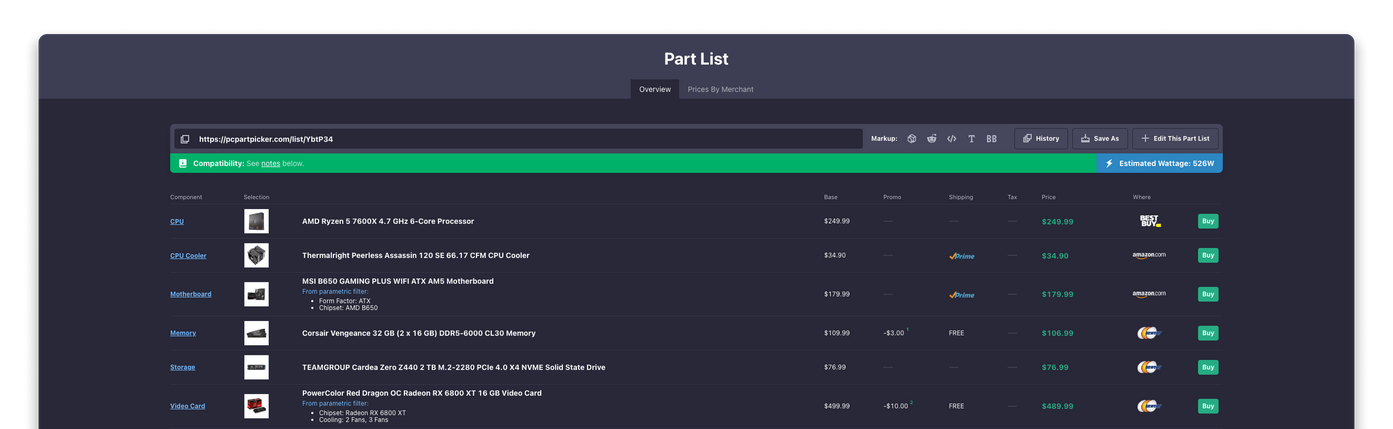 Part List
Overview Prices By Merchant
https://pcpartpicker.com/list/YbtP34 Markup: T BB History Save As Edit This Part List
Compatibility: See notes below. Estimated Wattage: 526W
Component Selection Base Promo Shipping Tax Price Where
CPU AMD Ryzen 5 7600X 4.7 GHz 6-Core Processor $249.99 — — — $249.99 BEST BUY Buy
CPU Cooler Thermalright Peerless Assassin 120 SE 66.17 CFM CPU Cooler $34.90 — Prime — $34.90 amazon.com Buy
MSI B650 GAMING PLUS WIFI ATX AM5 Motherboard
From parametric filter:
Motherboard $179.99 — Prime — $179.99 amazon.com Buy
• Form Factor: ATX
• Chipset: AMD B650
Memory Corsair Vengeance 32 GB (2 x 16 GB) DDR5-6000 CL30 Memory $109.99 -$3.00 FREE — $106.99 Buy
Storage TEAMGROUP Cardea Zero Z440 2 TB M.2-2280 PCIe 4.0 X4 NVME Solid State Drive $76.99 — — — $76.99 Buy
PowerColor Red Dragon OC Radeon RX 6800 XT 16 GB Video Card
From parametric filter:
Video Card $499.99 -$10.00 FREE — $489.99 Buy
• Chipset: Radeon RX 6800 XT
• Cooling: 2 Fans, 3 Fans